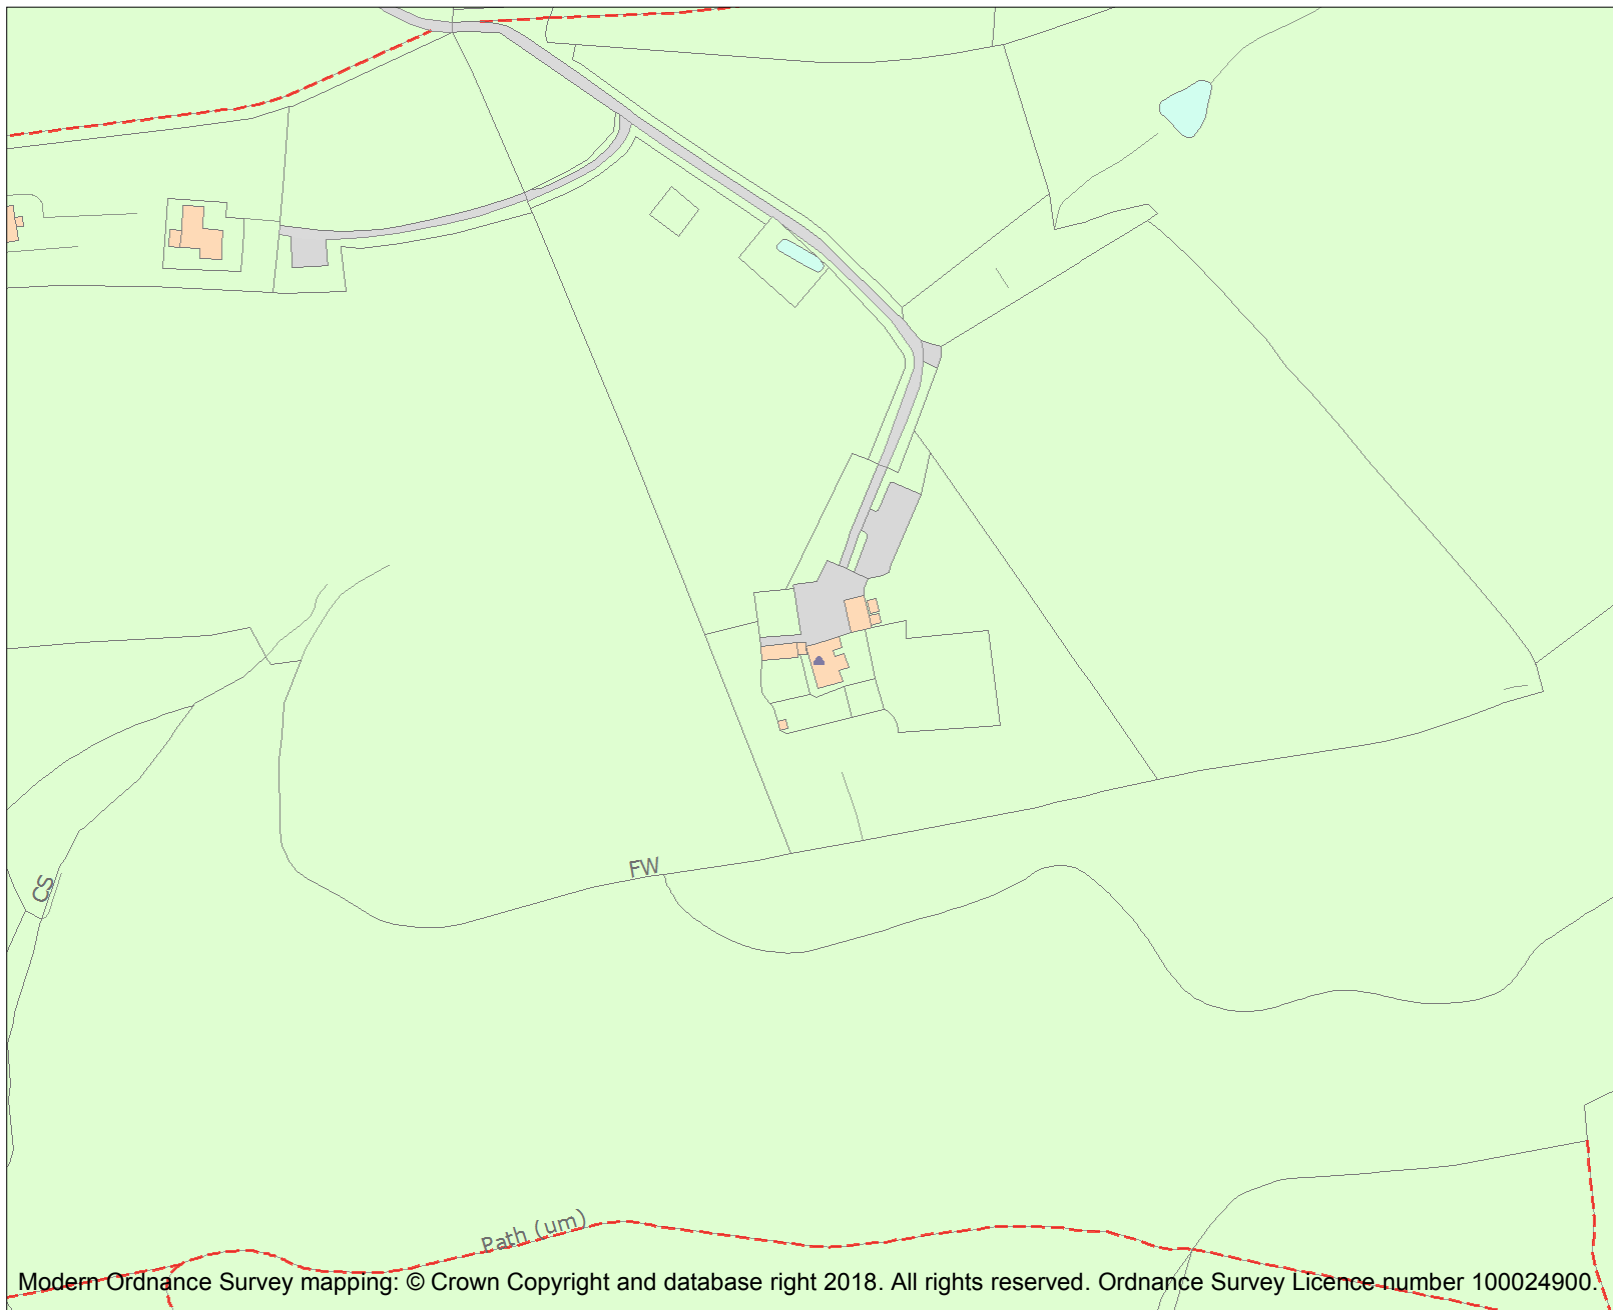 CS
FW
Path (um)
Modern Ordnance Survey mapping: © Crown Copyright and database right 2018. All rights reserved. Ordnance Survey Licence number 100024900.